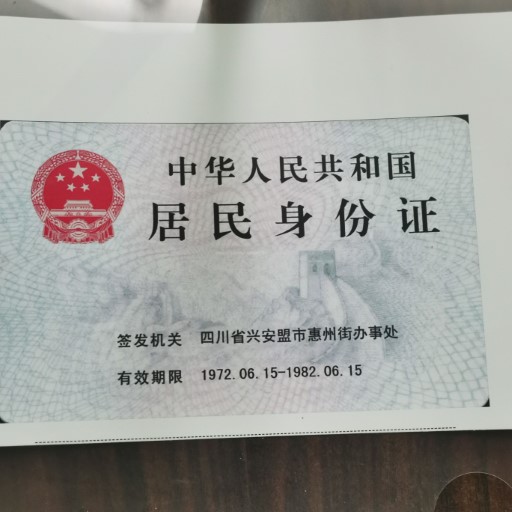 中华人民共和国
居民身份证
签发机关 四川省兴安盟市惠州街办事处
有效期限 1972.06.15-1982.06.15